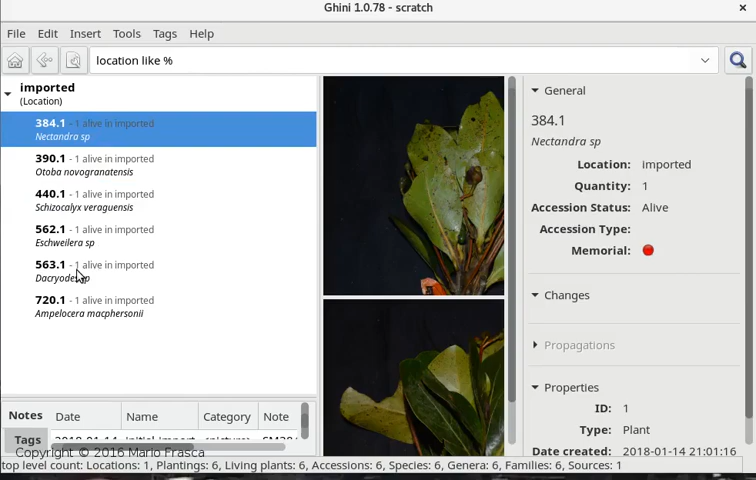 Ghini 1.0.78 - scratch
×
File Edit Insert Tools Tags Help
location like %
imported
(Location)
384.1 - 1 alive in imported
Nectandra sp
390.1 - 1 alive in imported
Otoba novogranatensis
440.1 - 1 alive in imported
Schizocalyx veraguensis
562.1 - 1 alive in imported
Eschweilera sp
563.1 - 1 alive in imported
720.1 - 1 alive in imported
Ampelocera macphersonii
General
384.1
Nectandra sp
Location: imported
Quantity: 1
Accession Status: Alive
Accession Type:
Memorial:
Changes
Propagations
Properties
ID: 1
Type: Plant
Date created: 2018-01-14 21:01:16
Notes Date Name Category Note
Tags
Copyright © 2016 Mario Frasca
top level count: Locations: 1, Plantings: 6, Living plants: 6, Accessions: 6, Species: 6, Genera: 6, Families: 6, Sources: 1